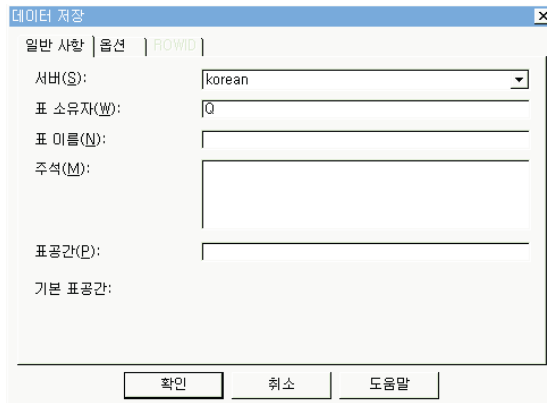 데이터 저장
일반 사항 옵션 ROWID
서버(S): korean
표 소유자(W): Q
표 이름(N):
주석(M):
표공간(P):
기본 표공간:
확인 취소 도움말